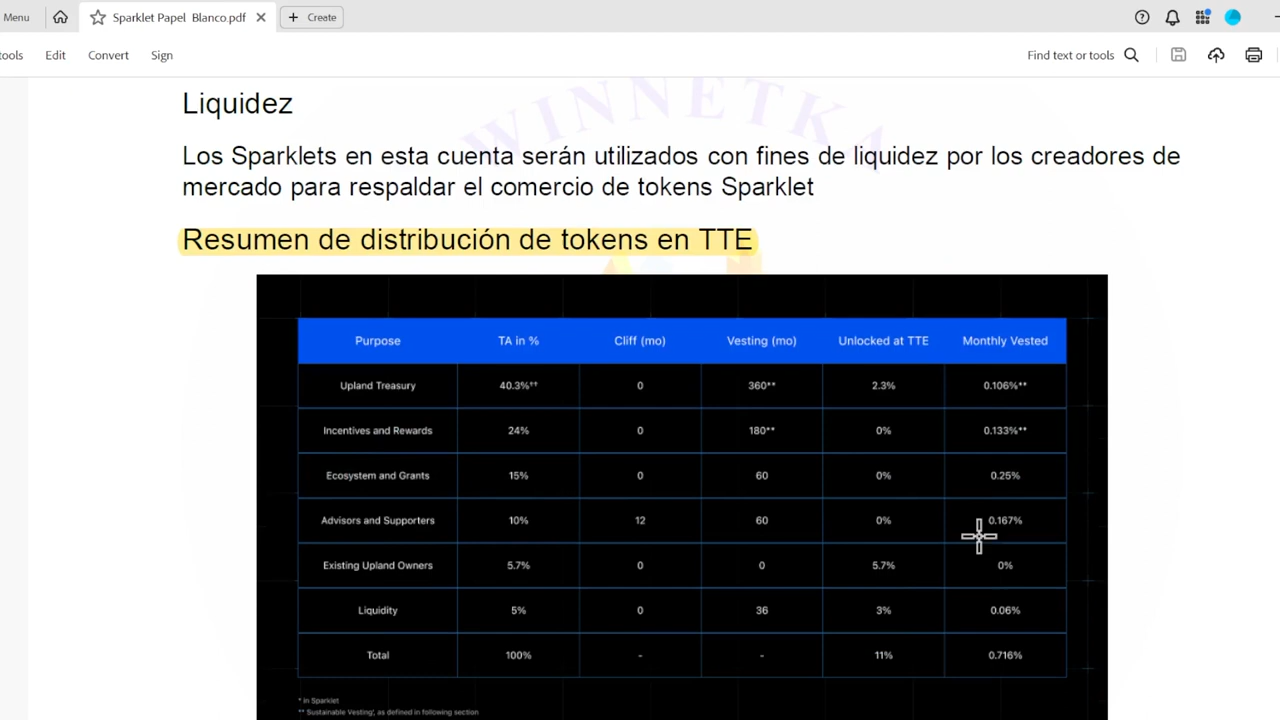 Menu
Sparklet Papel Blanco.pdf
Create
ools
Edit
Convert
Sign
Find text or tools
WINNETKA
Liquidez
Los Sparklets en esta cuenta serán utilizados con fines de liquidez por los creadores de
mercado para respaldar el comercio de tokens Sparklet
Resumen de distribución de tokens en TTE
Purpose TA in % Cliff (mo) Vesting (mo) Unlocked at TTE Monthly Vested
Upland Treasury 40.3%†† 0 360** 2.3% 0.106%**
Incentives and Rewards 24% 0 180** 0% 0.133%**
Ecosystem and Grants 15% 0 60 0% 0.25%
Advisors and Supporters 10% 12 60 0% 0.167%
Existing Upland Owners 5.7% 0 0 5.7% 0%
Liquidity 5% 0 36 3% 0.06%
Total 100% - - 11% 0.716%
* In Sparklet
** Sustainable Vesting', as defined in following section